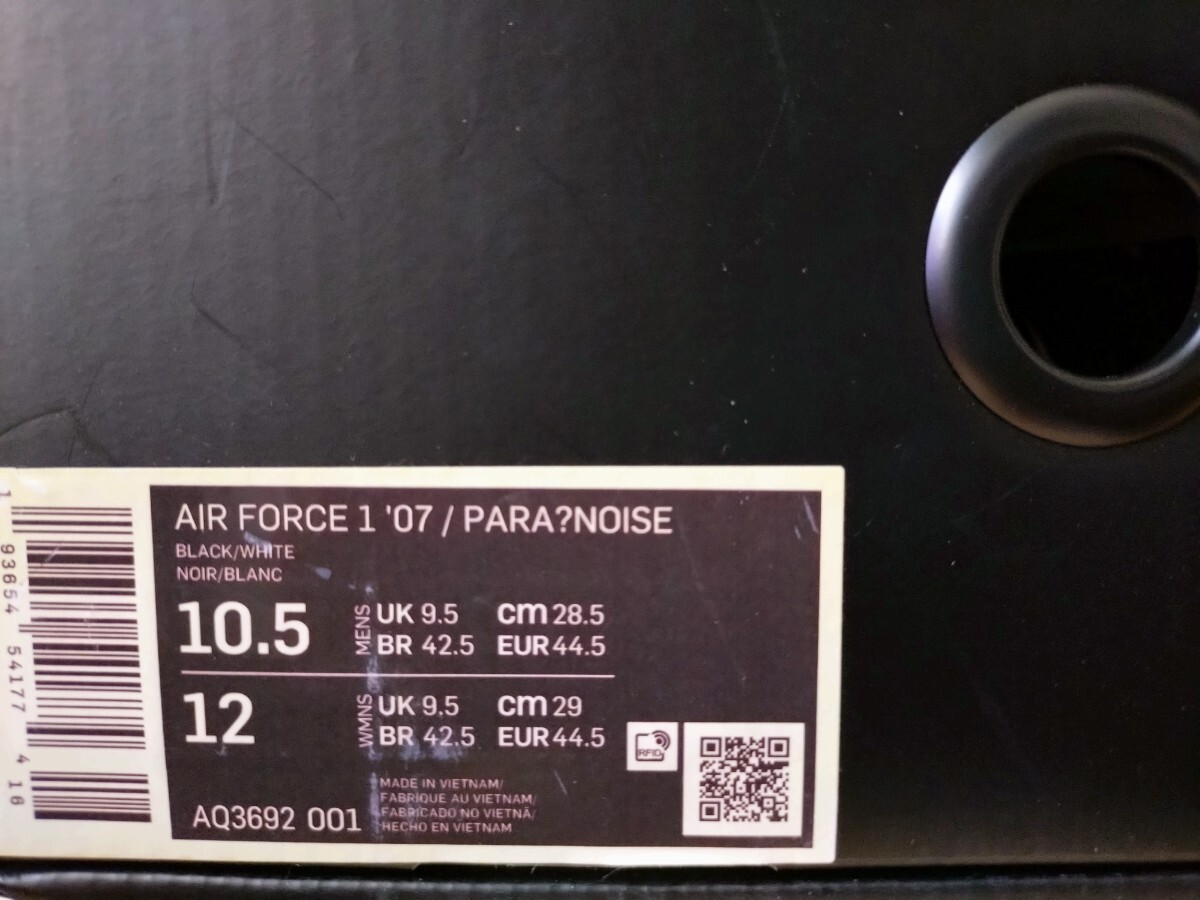 AIR FORCE 1 '07 / PARA?NOISE
BLACK/WHITE
NOIR/BLANC
10.5 MENS UK 9.5 cm 28.5
BR 42.5 EUR 44.5
12 WMNS UK 9.5 cm 29
BR 42.5 EUR 44.5
MADE IN VIETNAM/
FABRIQUE AU VIETNAM/
FABRICADO NO VIETNÃ/
HECHO EN VIETNAM
AQ3692 001
RFID
1 93654 54177 4 16